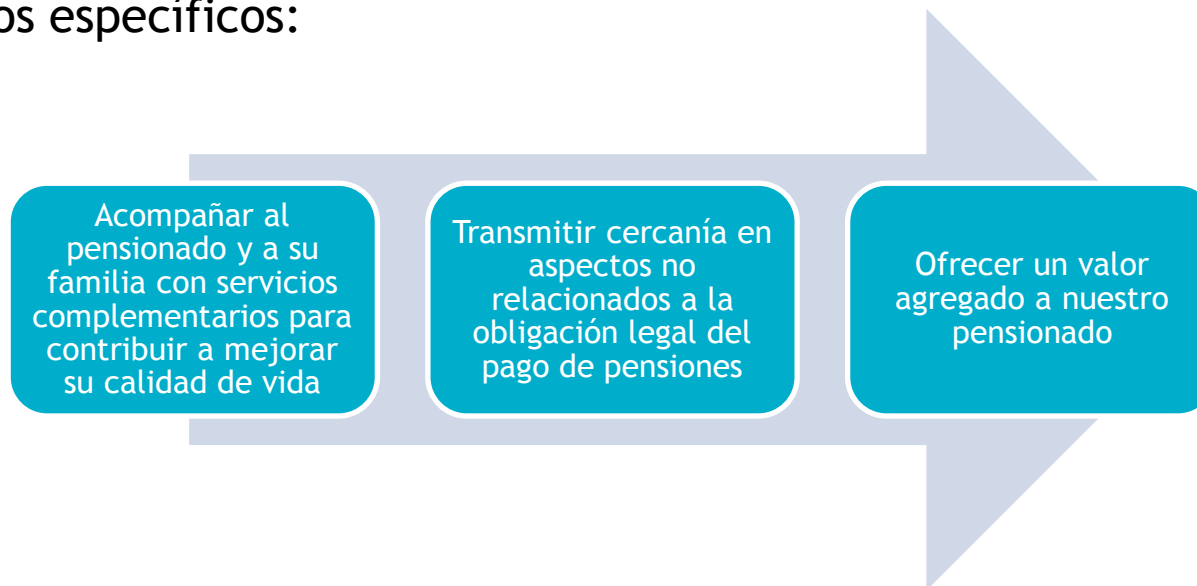 os específicos:
Acompañar al
pensionado y a su
familia con servicios
complementarios para
contribuir a mejorar
su calidad de vida
Transmitir cercanía en
aspectos no
relacionados a la
obligación legal del
pago de pensiones
Ofrecer un valor
agregado a nuestro
pensionado